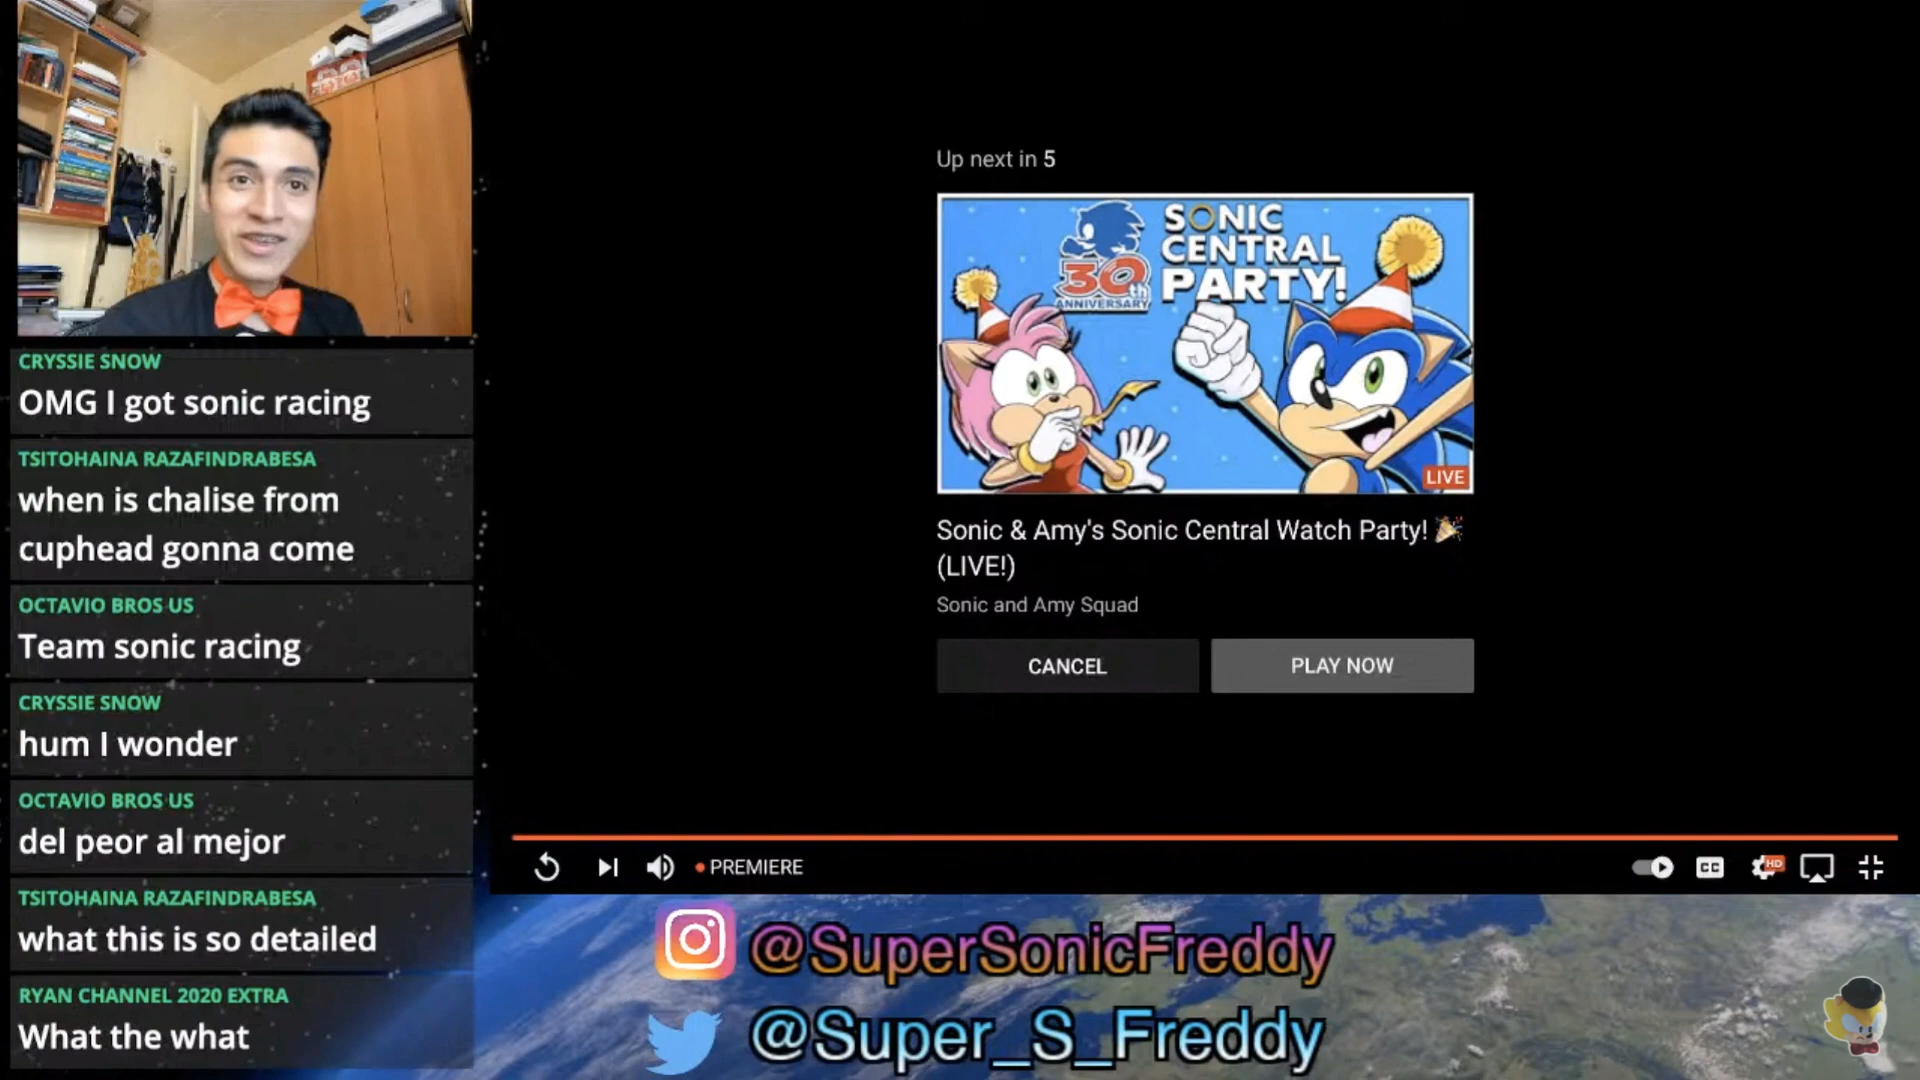 CRYSSIE SNOW
OMG I got sonic racing
TSITOHAINA RAZAFINDRABESA
when is chalise from
cuphead gonna come
OCTAVIO BROS US
Team sonic racing
CRYSSIE SNOW
hum I wonder
OCTAVIO BROS US
del peor al mejor
TSITOHAINA RAZAFINDRABESA
what this is so detailed
RYAN CHANNEL 2020 EXTRA
What the what
Up next in 5
30th
ANNIVERSARY
SONIC
CENTRAL
PARTY!
LIVE
Sonic & Amy's Sonic Central Watch Party! 🎉
(LIVE!)
Sonic and Amy Squad
CANCEL
PLAY NOW
• PREMIERE
CC
HD
@SuperSonicFreddy
@Super_S_Freddy